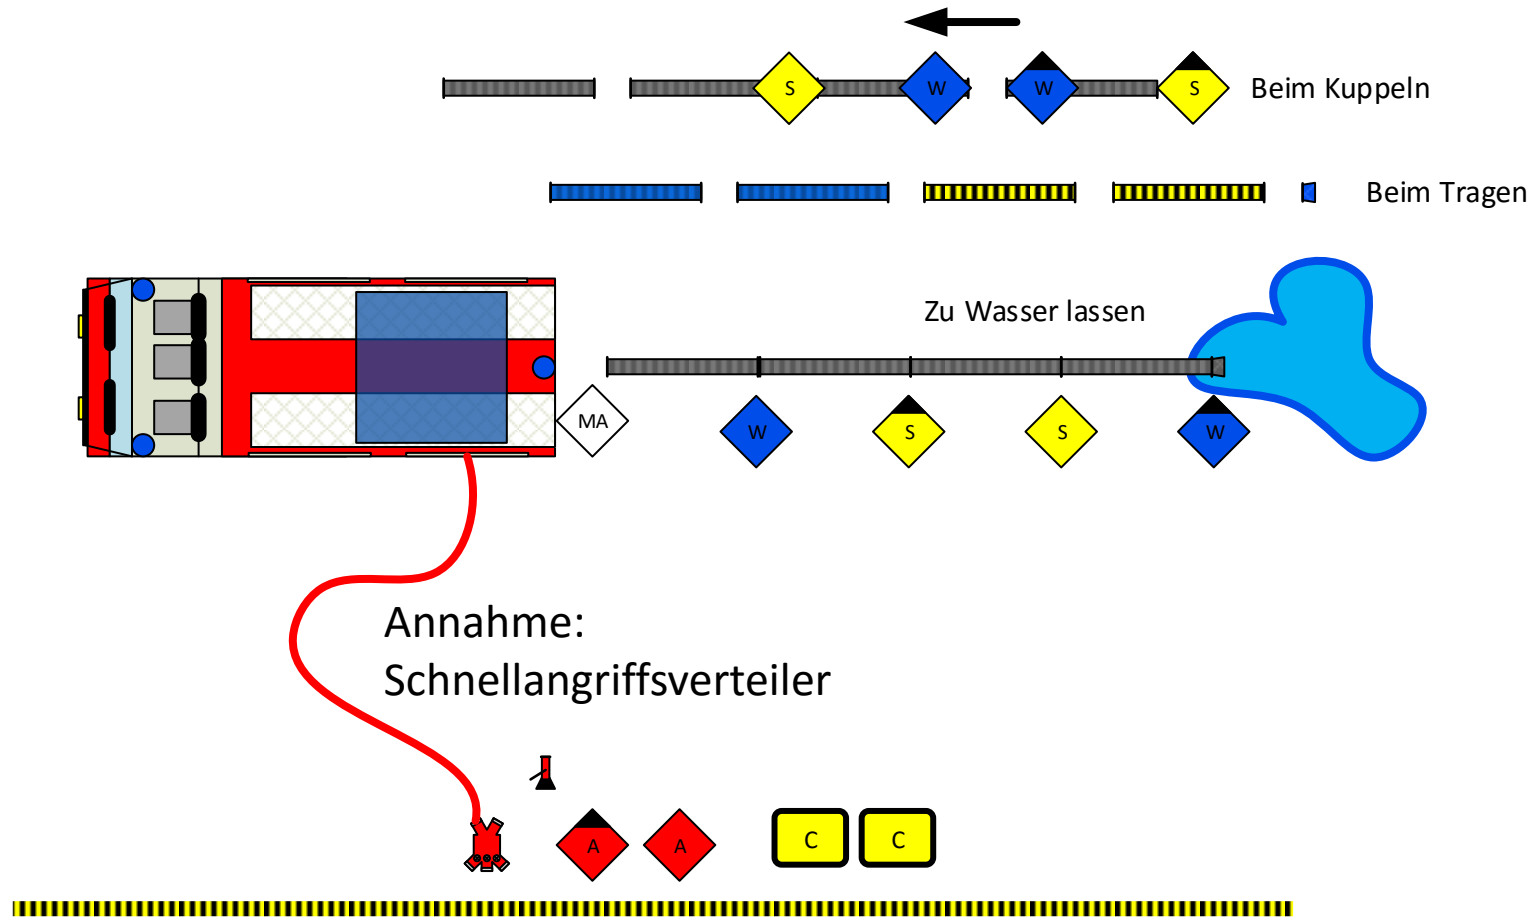 S W W S Beim Kuppeln
Beim Tragen
Zu Wasser lassen
MA W S S W
Annahme:
Schnellangriffsverteiler
A A C C